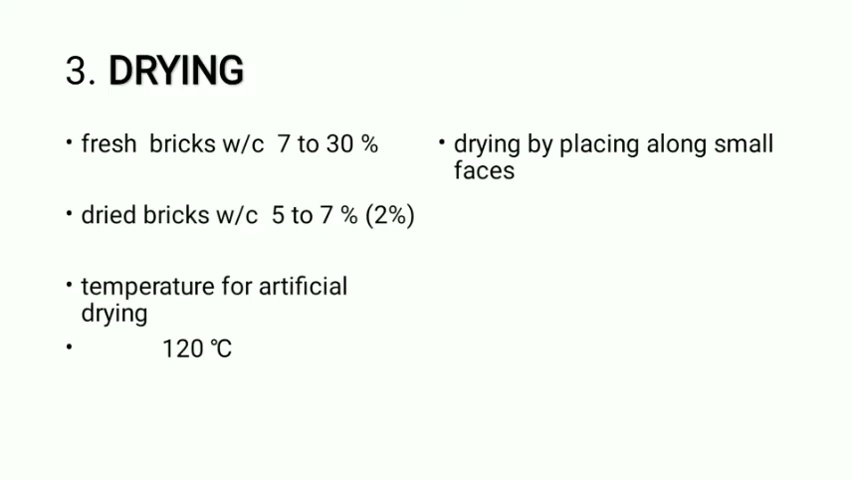 3. DRYING
• fresh bricks w/c 7 to 30 %
• dried bricks w/c 5 to 7 % (2%)
• temperature for artificial
drying
• 120 ℃
• drying by placing along small
faces